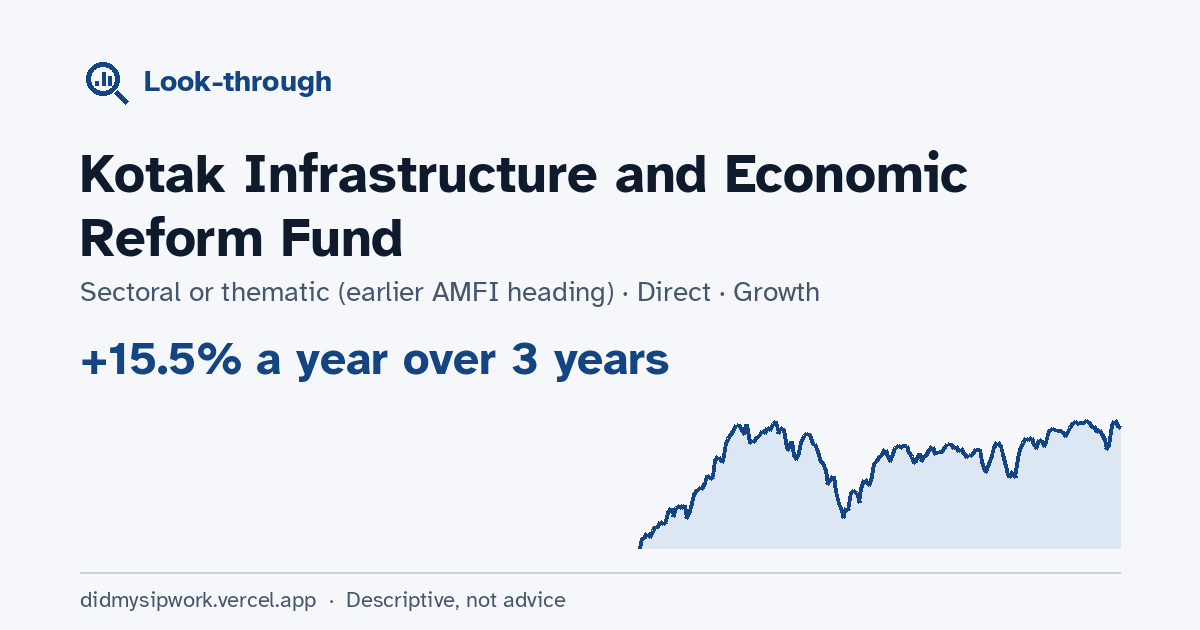 Look-through
Kotak Infrastructure and Economic
Reform Fund
Sectoral or thematic (earlier AMFI heading) · Direct · Growth
+15.5% a year over 3 years
didmysipwork.vercel.app · Descriptive, not advice